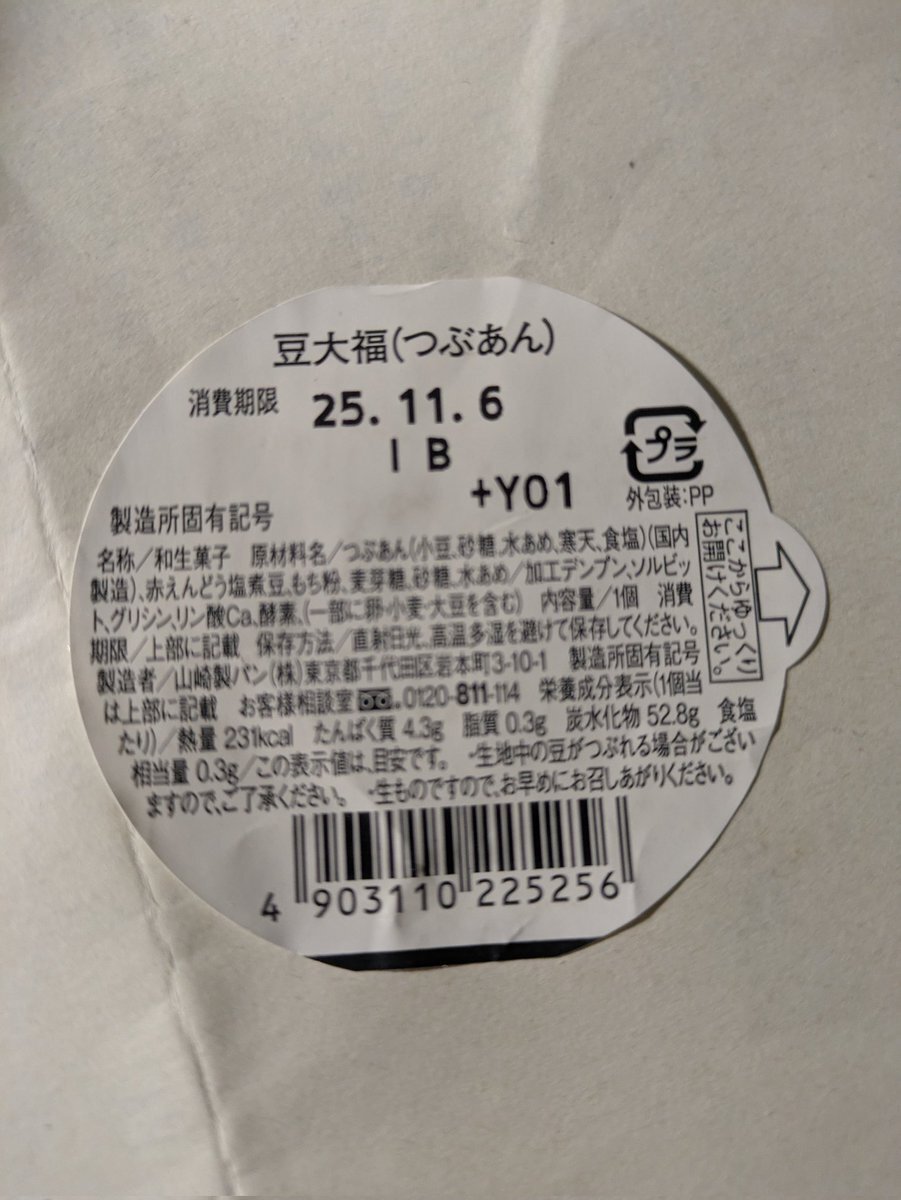 豆大福(つぶあん)
消費期限 25.11.6
I B
+Y01
製造所固有記号
プラ
外包装:PP
ここからゆっくり
お開けください。
名称/和生菓子 原材料名/つぶあん(小豆、砂糖、水あめ、寒天、食塩)(国内
製造)、赤えんどう塩煮豆、もち粉、麦芽糖、砂糖、水あめ/加工デンプン、ソルビッ
ト、グリシン、リン酸Ca、酵素、(一部に卵・小麦・大豆を含む) 内容量/1個 消費
期限/上部に記載 保存方法/直射日光、高温多湿を避けて保存してください。
製造者/山崎製パン(株)東京都千代田区岩本町3-10-1 製造所固有記号
は上部に記載 お客様相談室 0120-811-114 栄養成分表示(1個当
たり)/熱量 231kcal たんぱく質 4.3g 脂質 0.3g 炭水化物 52.8g 食塩
相当量 0.3g/この表示値は、目安です。 ・生地中の豆がつぶれる場合がござい
ますので、ご了承ください。 ・生ものですので、お早めにお召しあがりください。
4 903110 225256